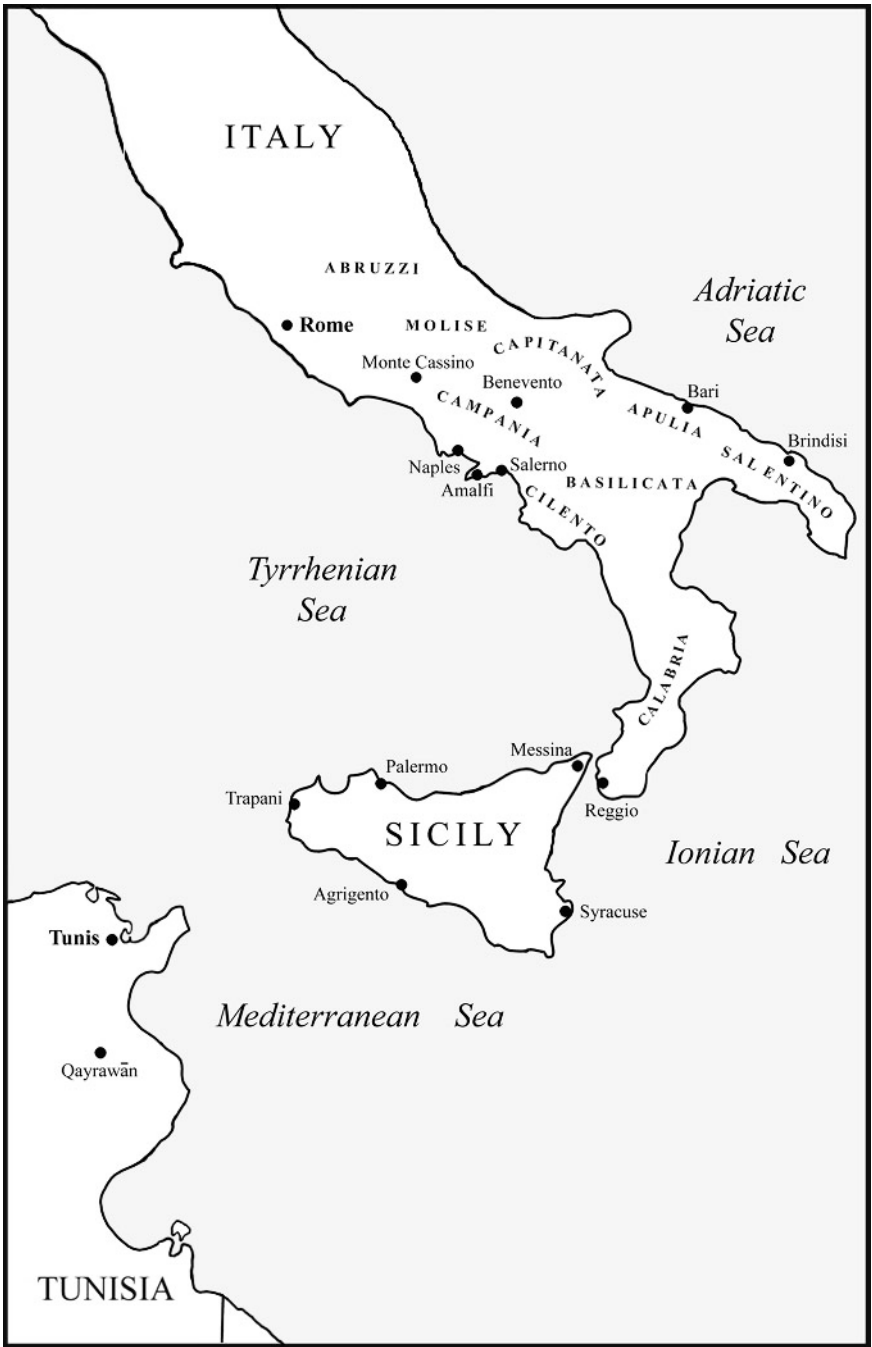 ITALY
ABRUZZI
Adriatic
Sea
Rome
MOLISE
CAPITANATA
Monte Cassino
Benevento
Bari
CAMPANIA
APULIA
Brindisi
SALENTINO
Naples
Salerno
Amalfi
BASILICATA
CILENTO
Tyrrhenian
Sea
CALABRIA
Messina
Palermo
Trapani
Reggio
SICILY
Ionian Sea
Agrigento
Syracuse
Tunis
Mediterranean Sea
Qayrawān
TUNISIA